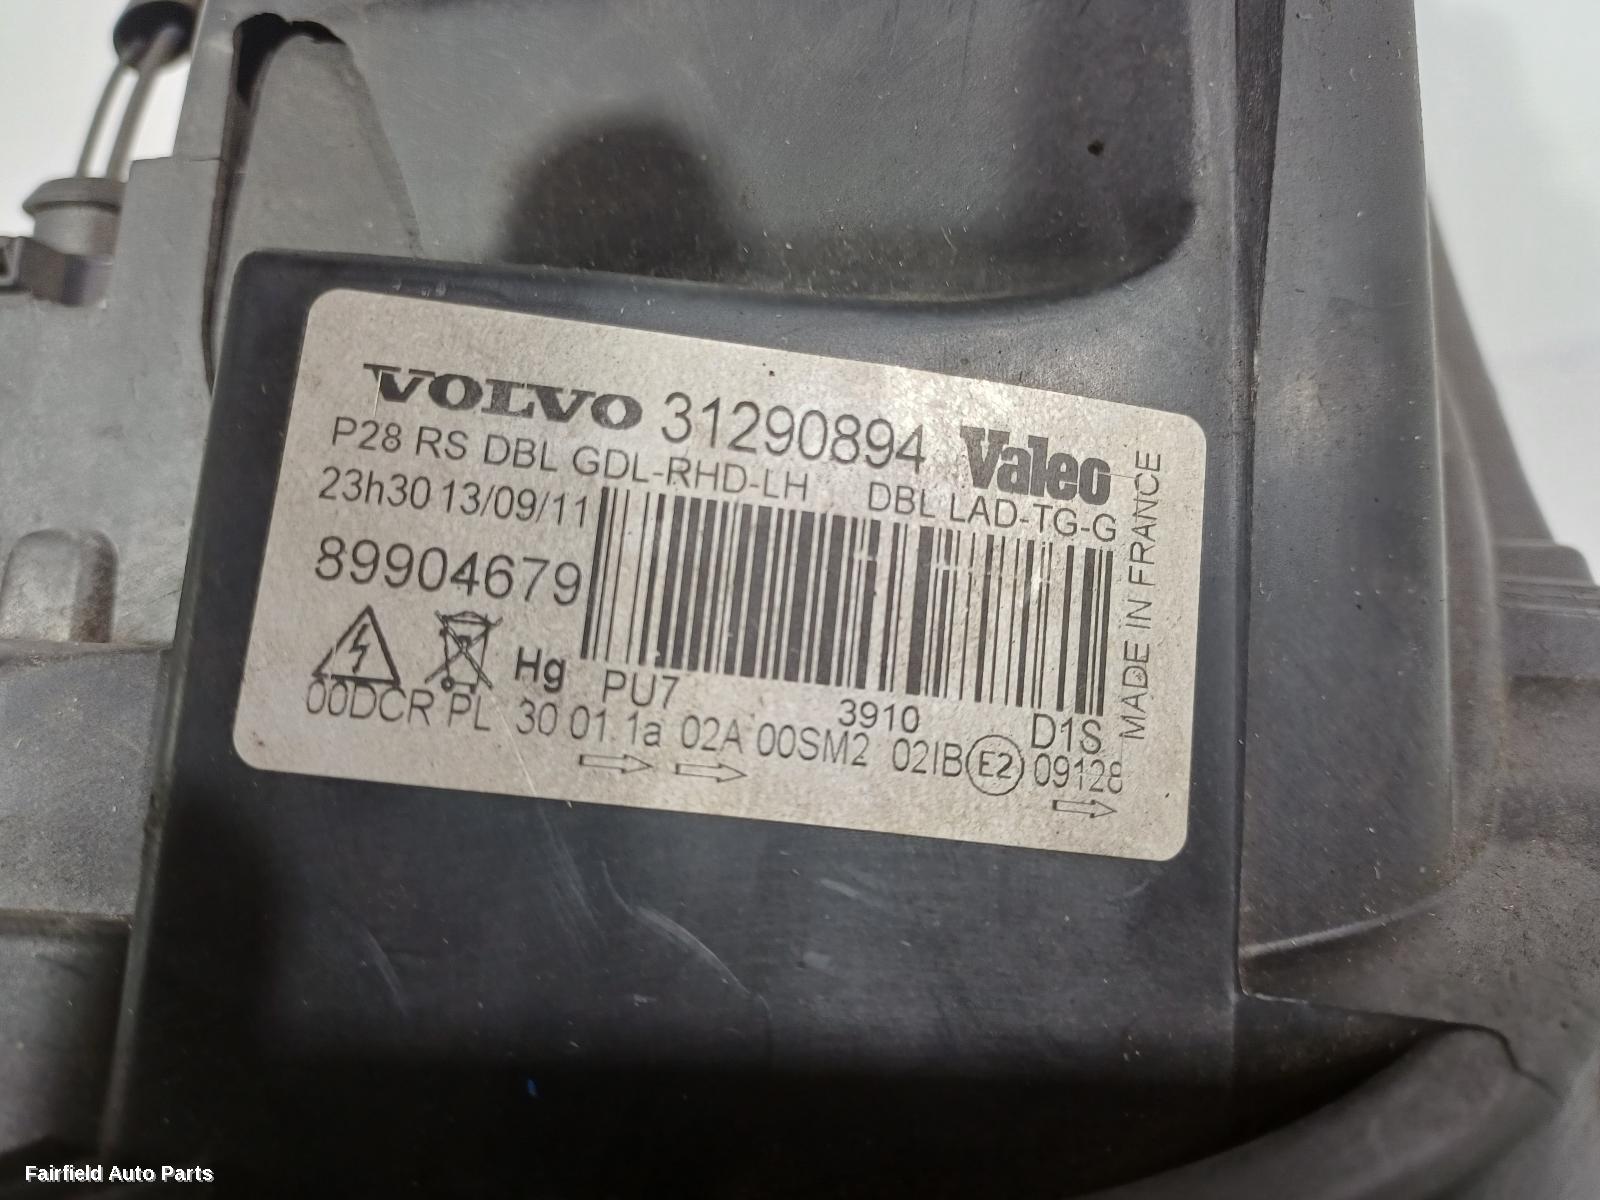 VOLVO 31290894 Valeo
P28 RS DBL GDL-RHD-LH DBL LAD-TG-G
23h30 13/09/11
89904679
Hg PU7 3910 D1S
00DCR PL 30 01 1a 02A 00SM2 02IB E2 09128
MADE IN FRANCE
Fairfield Auto Parts